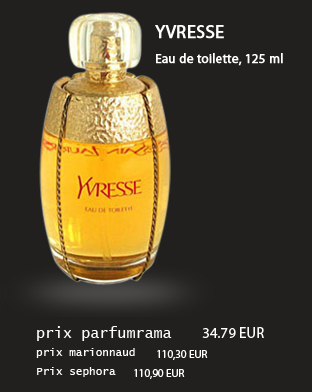 YVRESSE
Eau de toilette, 125 ml
YVRESSE
EAU DE TOILETTE
prix parfumrama 34.79 EUR
prix marionnaud 110,30 EUR
Prix sephora 110,90 EUR